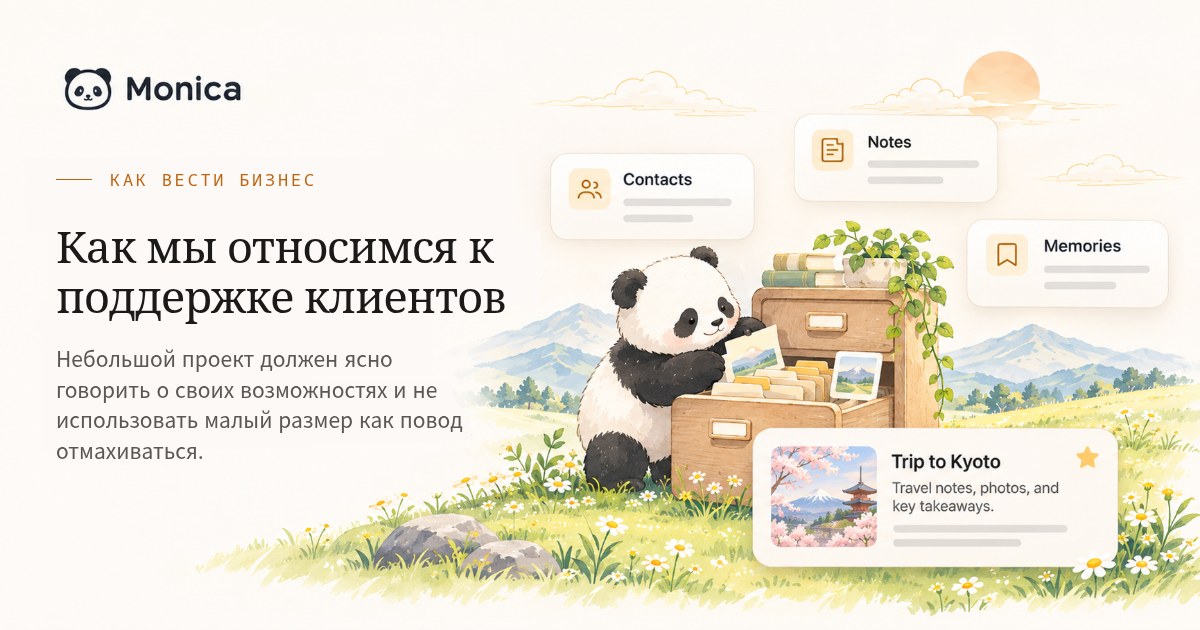 Monica
КАК ВЕСТИ БИЗНЕС
Как мы относимся к
поддержке клиентов
Небольшой проект должен ясно
говорить о своих возможностях и не
использовать малый размер как повод
отмахиваться.
Contacts
Notes
Memories
Trip to Kyoto
Travel notes, photos, and
key takeaways.